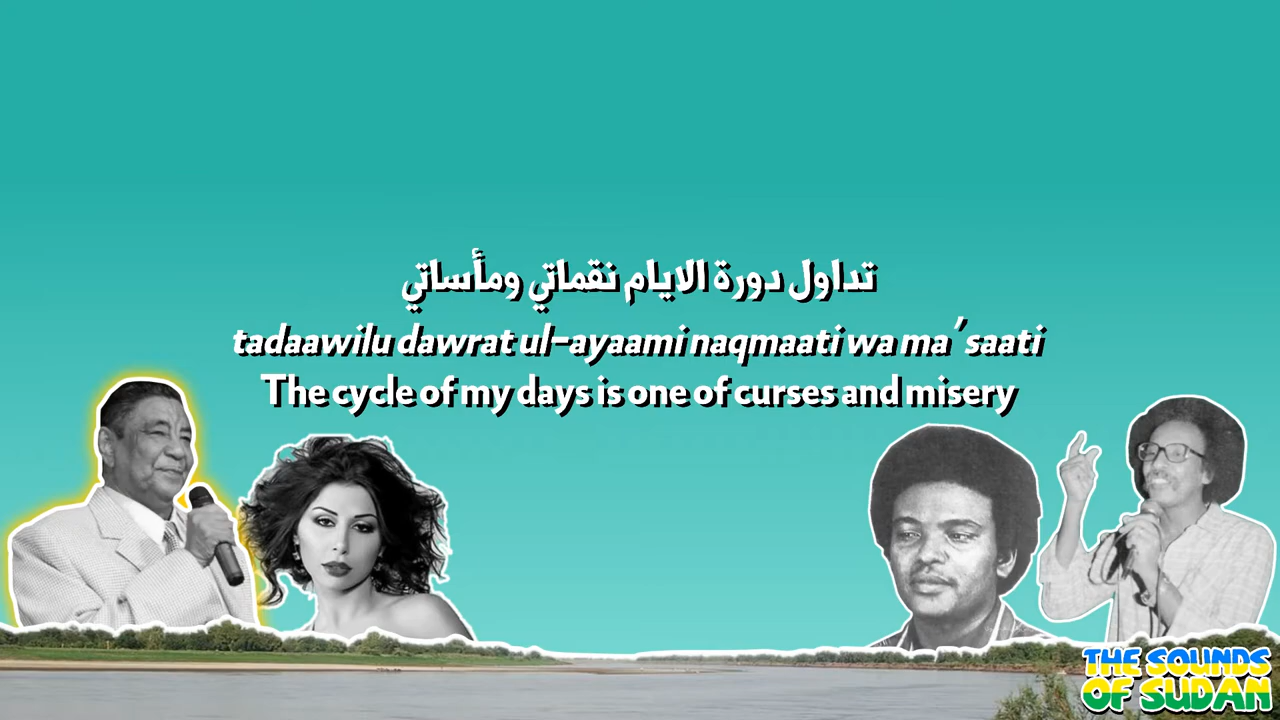 تداول دورة الايام نقماتي ومأساتي
tadaawilu dawrat ul-ayaami naqmaati wa ma'saati
The cycle of my days is one of curses and misery
THE SOUNDS
OF SUDAN